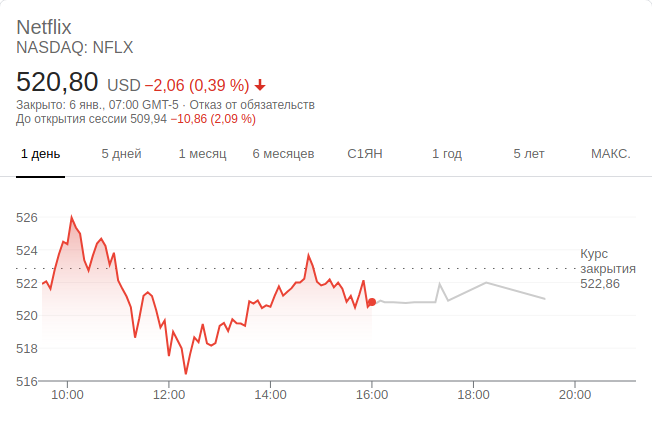 Netflix
NASDAQ: NFLX
520,80 USD −2,06 (0,39 %) ↓
Закрыто: 6 янв., 07:00 GMT-5 · Отказ от обязательств
До открытия сессии 509,94 −10,86 (2,09 %)
1 день 5 дней 1 месяц 6 месяцев С1ЯН 1 год 5 лет МАКС.
526
524
Курс
закрытия
522,86
522
520
518
516
10:00 12:00 14:00 16:00 18:00 20:00